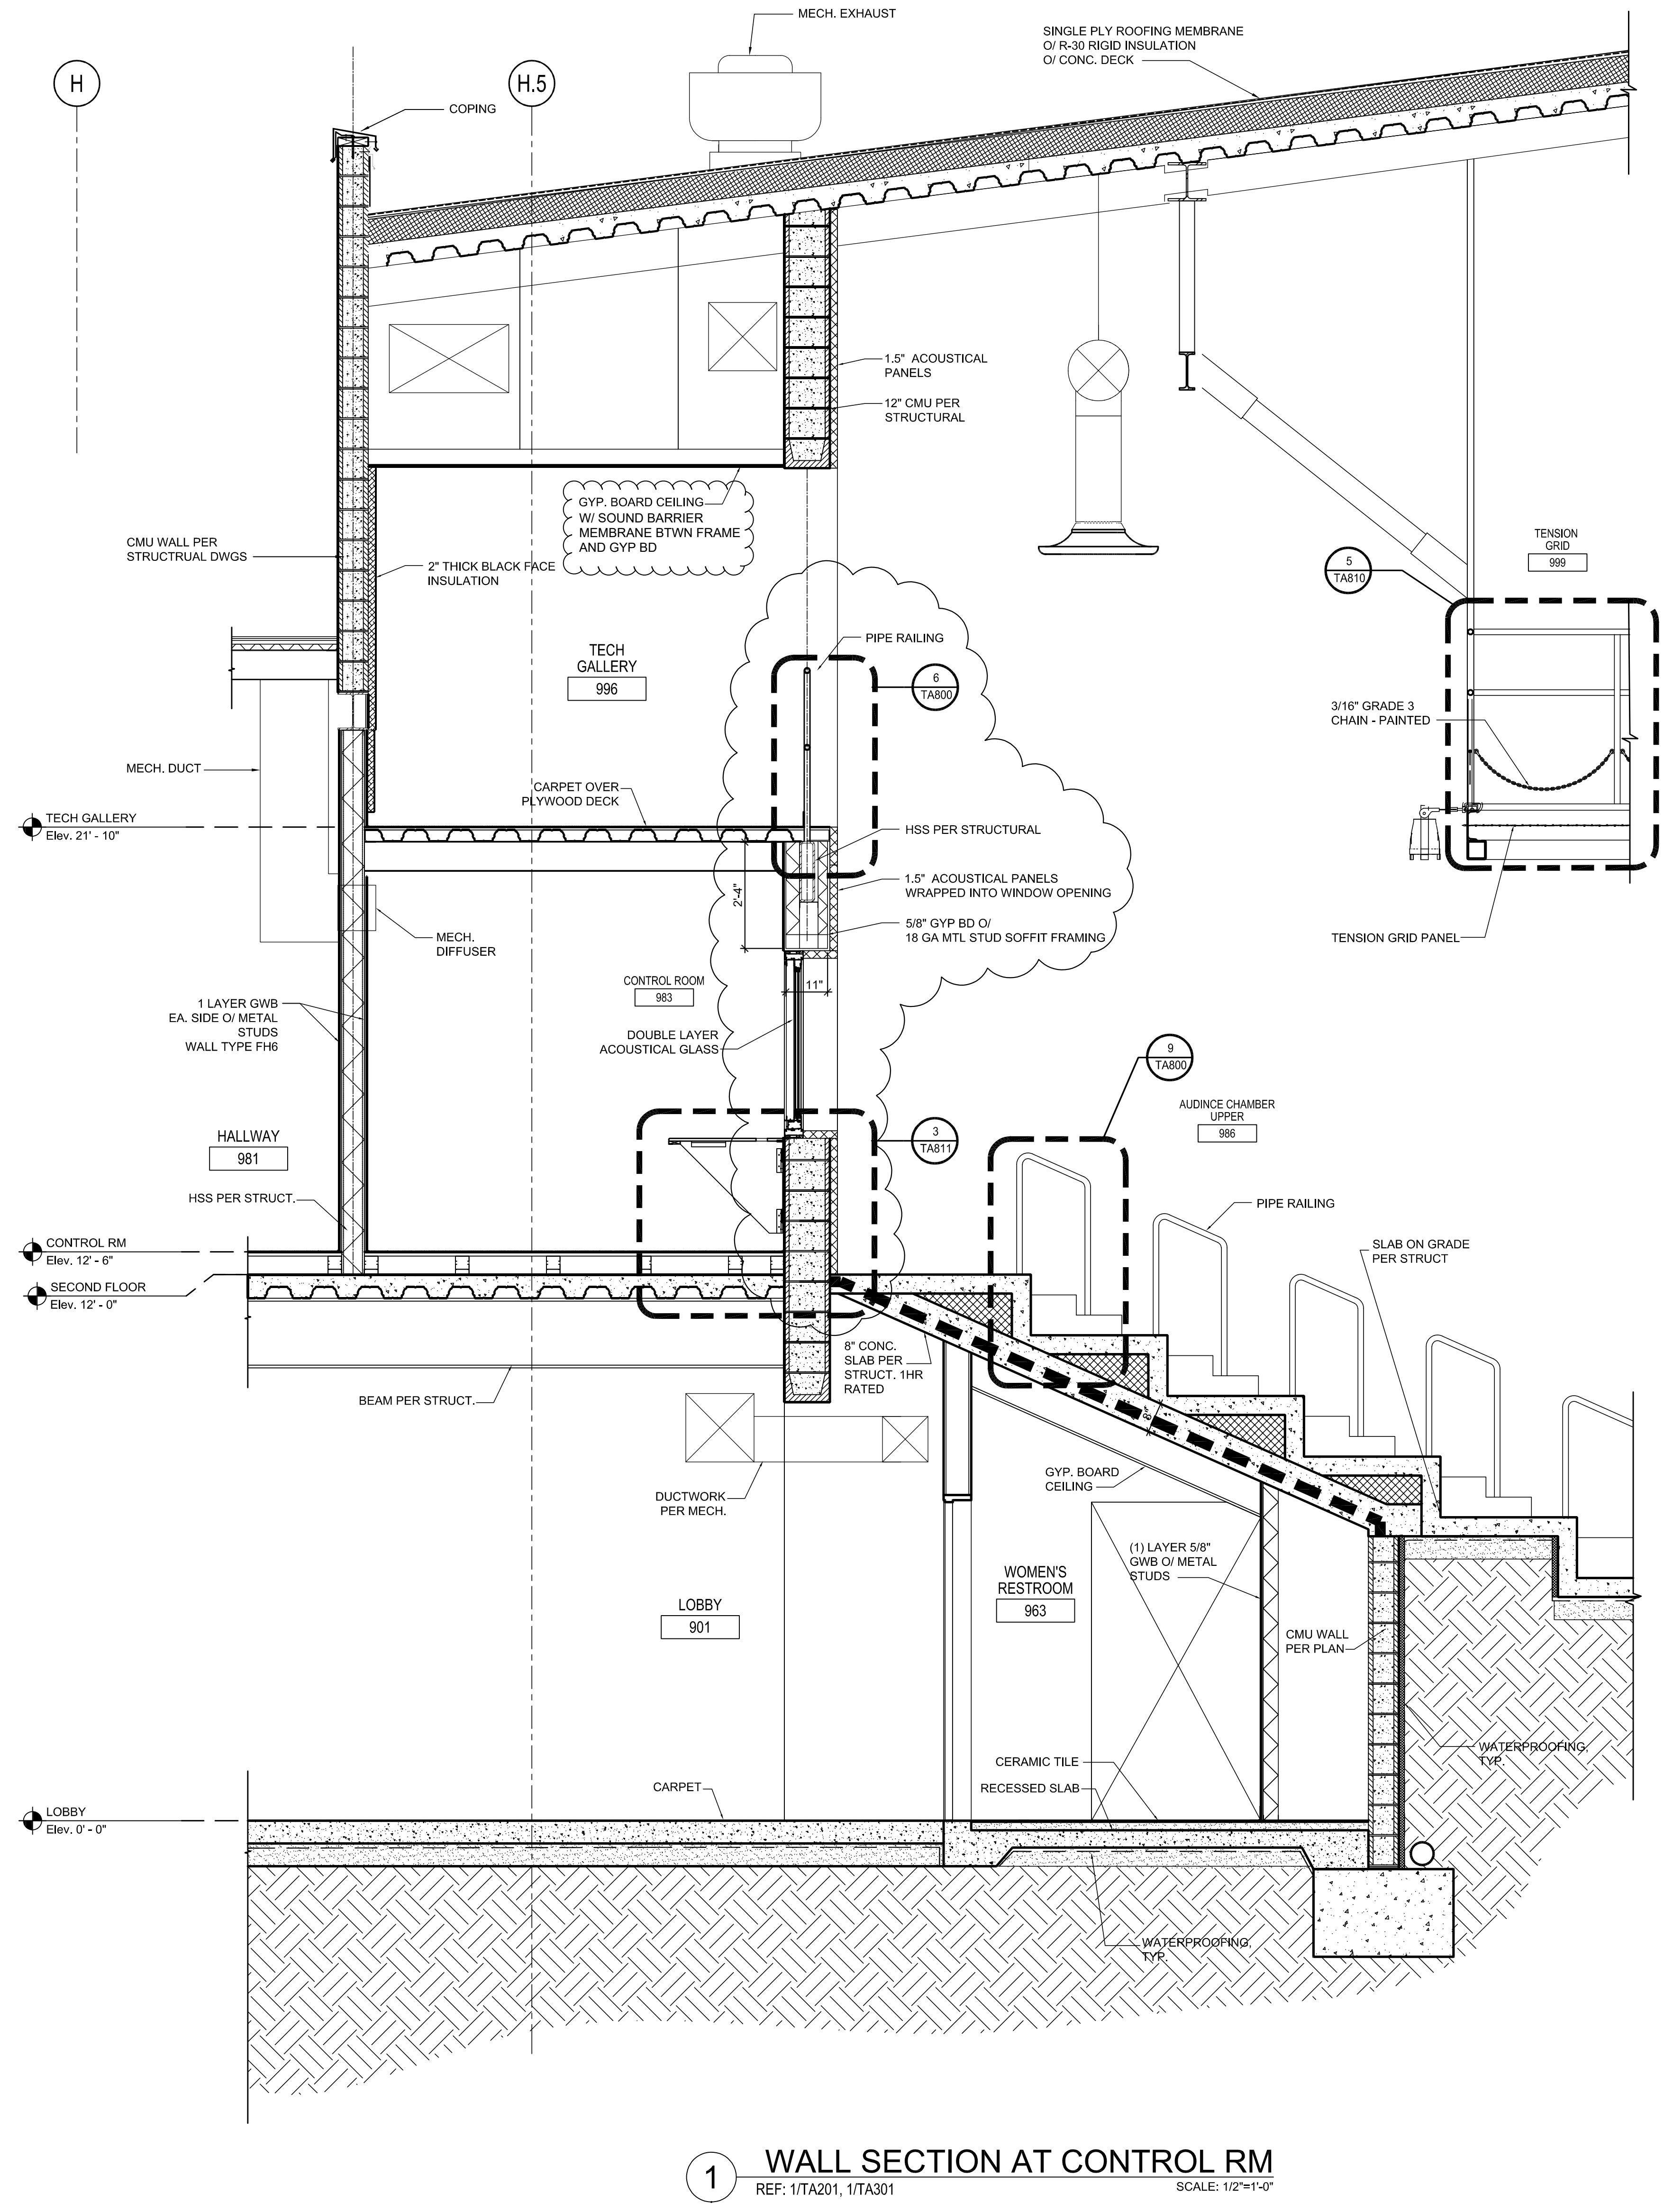 MECH. EXHAUST
SINGLE PLY ROOFING MEMBRANE
O/ R-30 RIGID INSULATION
O/ CONC. DECK
H
H.5
COPING
1.5" ACOUSTICAL
PANELS
12" CMU PER
STRUCTURAL
GYP. BOARD CEILING
W/ SOUND BARRIER
MEMBRANE BTWN FRAME
AND GYP BD
CMU WALL PER
STRUCTRUAL DWGS
2" THICK BLACK FACE
INSULATION
TENSION
GRID
999
5
TA810
PIPE RAILING
TECH
GALLERY
996
6
TA800
3/16" GRADE 3
CHAIN - PAINTED
MECH. DUCT
CARPET OVER
PLYWOOD DECK
TECH GALLERY
Elev. 21' - 10"
HSS PER STRUCTURAL
2'-4"
1.5" ACOUSTICAL PANELS
WRAPPED INTO WINDOW OPENING
5/8" GYP BD O/
18 GA MTL STUD SOFFIT FRAMING
MECH.
DIFFUSER
TENSION GRID PANEL
CONTROL ROOM
983
11"
1 LAYER GWB
EA. SIDE O/ METAL
STUDS
WALL TYPE FH6
DOUBLE LAYER
ACOUSTICAL GLASS
9
TA800
AUDINCE CHAMBER
UPPER
986
3
TA811
HALLWAY
981
HSS PER STRUCT.
PIPE RAILING
CONTROL RM
Elev. 12' - 6"
SLAB ON GRADE
PER STRUCT
SECOND FLOOR
Elev. 12' - 0"
8" CONC.
SLAB PER
STRUCT. 1HR
RATED
BEAM PER STRUCT.
8"
GYP. BOARD
CEILING
DUCTWORK
PER MECH.
(1) LAYER 5/8"
GWB O/ METAL
STUDS
WOMEN'S
RESTROOM
963
LOBBY
901
CMU WALL
PER PLAN
WATERPROOFING,
TYP.
CERAMIC TILE
RECESSED SLAB
CARPET
LOBBY
Elev. 0' - 0"
WATERPROOFING,
TYP.
1
WALL SECTION AT CONTROL RM
REF: 1/TA201, 1/TA301
SCALE: 1/2"=1'-0"